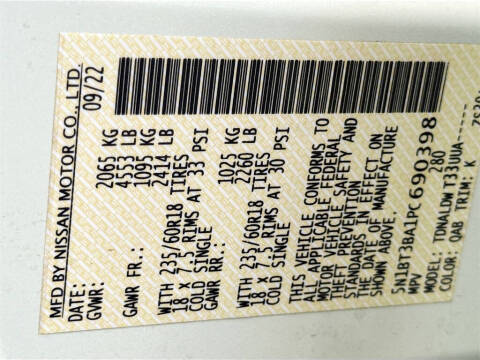 MFD BY NISSAN MOTOR CO., LTD.
DATE: 09/22
GVWR: 2065 KG
4553 LB
GAWR FR.: 1095 KG
2414 LB
WITH 235/60R18 TIRES
18 X 7.5 RIMS AT 33 PSI
COLD SINGLE
GAWR RR.: 1025 KG
2260 LB
WITH 235/60R18 TIRES
18 X 7.5 RIMS AT 30 PSI
COLD SINGLE
THIS VEHICLE CONFORMS TO
ALL APPLICABLE FEDERAL
MOTOR VEHICLE SAFETY AND
THEFT PREVENTION
STANDARDS IN EFFECT ON
THE DATE OF MANUFACTURE
SHOWN ABOVE.
5N1BT3BA1PC690398
MPV 280
MODEL: TDNALDW T33UUA-----
COLOR: QAB TRIM: K